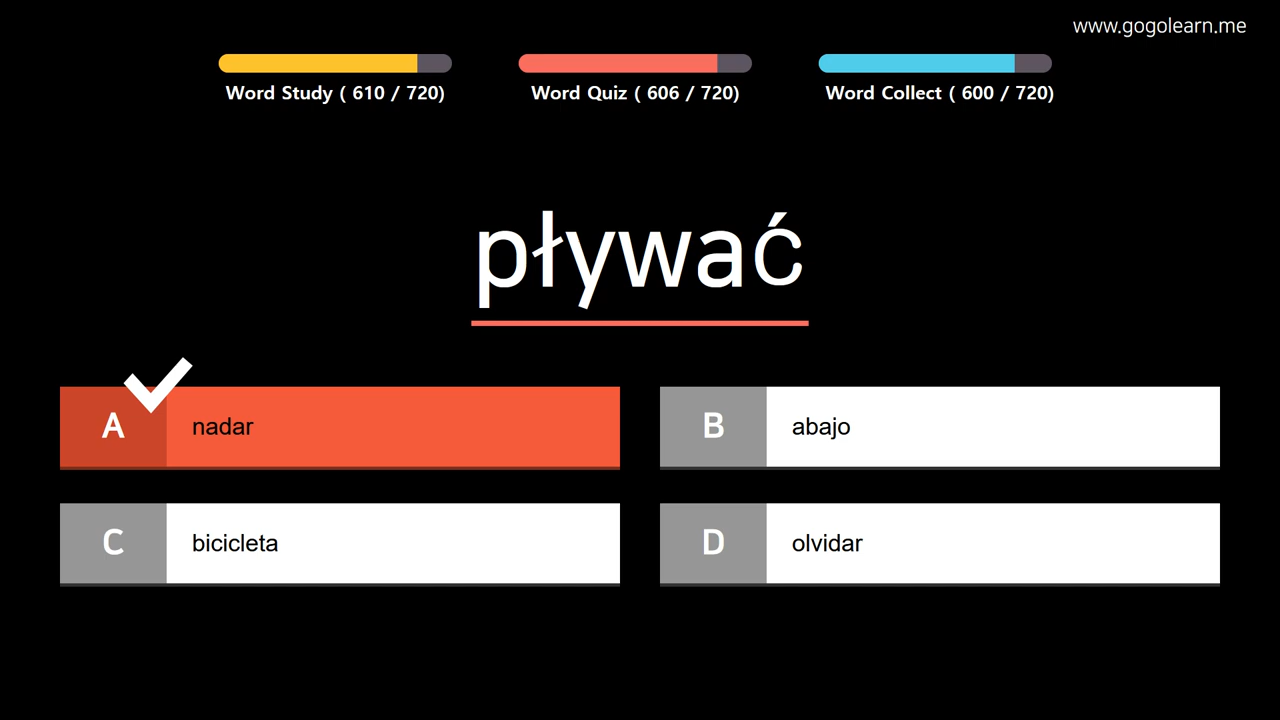 www.gogolearn.me
Word Study ( 610 / 720)
Word Quiz ( 606 / 720)
Word Collect ( 600 / 720)
pływać
A nadar
B abajo
C bicicleta
D olvidar